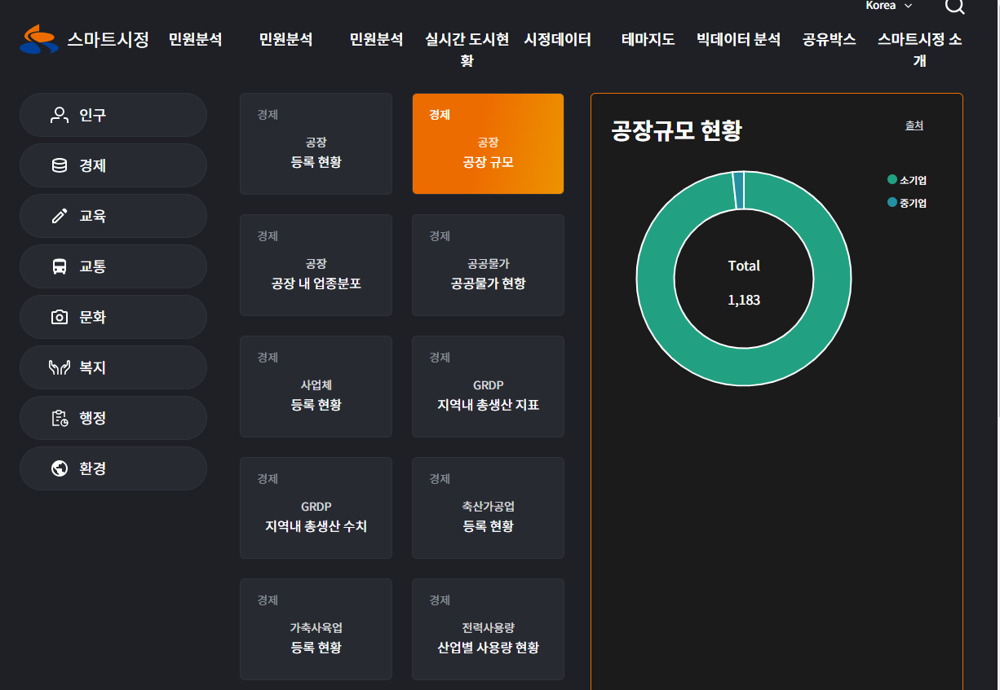 Korea
스마트시정
민원분석
민원분석
민원분석
실시간 도시현
황
시정데이터
테마지도
빅데이터 분석
공유박스
스마트시정 소
개
인구
경제
교육
교통
문화
복지
행정
환경
경제
공장
등록 현황
경제
공장
공장 규모
경제
공장
공장 내 업종분포
경제
공공물가
공공물가 현항
경제
사업체
등록 현황
경제
GRDP
지역내 총생산 지표
경제
GRDP
지역내 총생산 수치
경제
축산가공업
등록 현황
경제
가축사육업
등록 현황
경제
전력사용량
산업별 사용량 현황
공장규모 현황
출처
소기업
중기업
Total
1,183